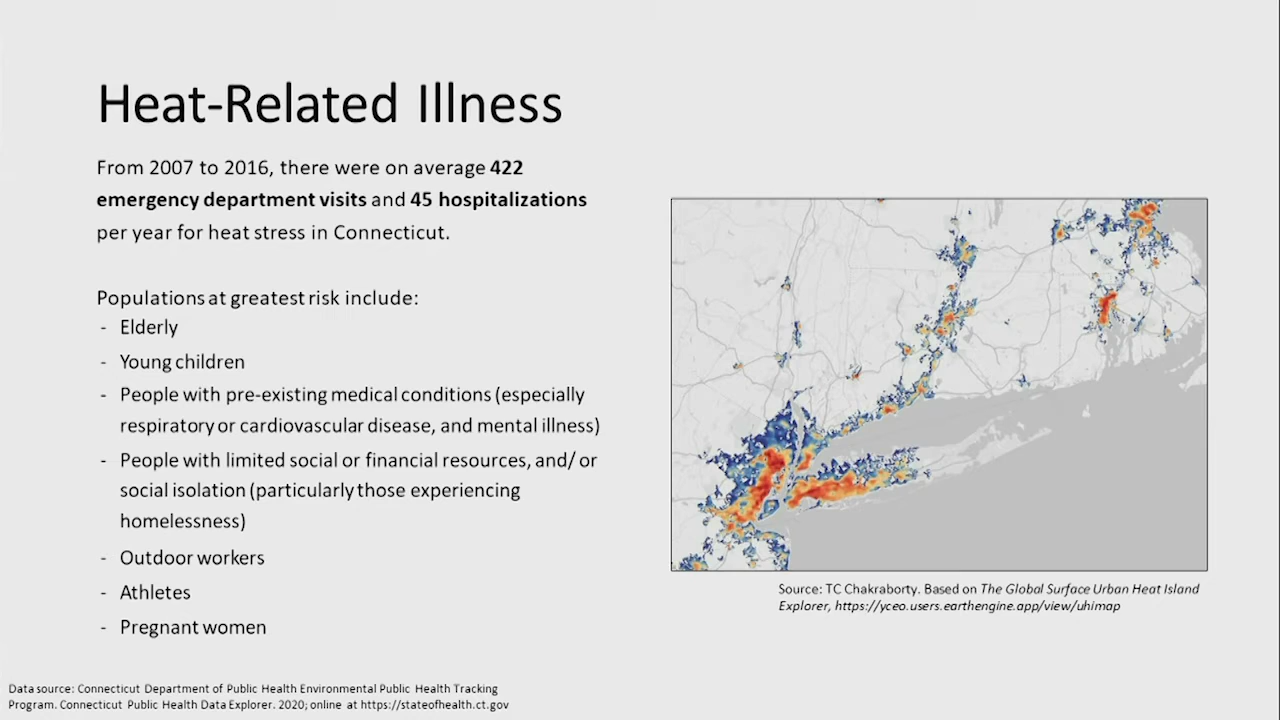 Heat-Related Illness
From 2007 to 2016, there were on average 422
emergency department visits and 45 hospitalizations
per year for heat stress in Connecticut.
Populations at greatest risk include:
- Elderly
- Young children
- People with pre-existing medical conditions (especially
respiratory or cardiovascular disease, and mental illness)
- People with limited social or financial resources, and/ or
social isolation (particularly those experiencing
homelessness)
- Outdoor workers
- Athletes
- Pregnant women
Source: TC Chakraborty. Based on The Global Surface Urban Heat Island
Explorer, https://yceo.users.earthengine.app/view/uhimap
Data source: Connecticut Department of Public Health Environmental Public Health Tracking
Program. Connecticut Public Health Data Explorer. 2020; online at https://stateofhealth.ct.gov